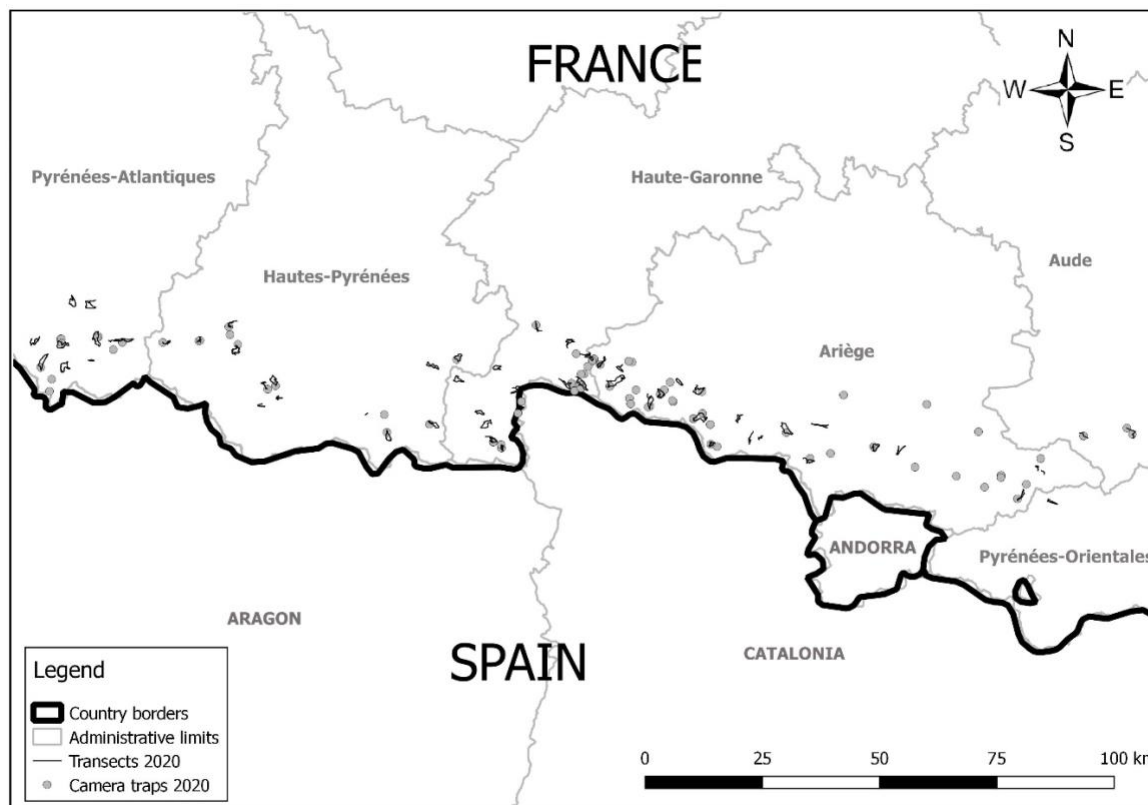 FRANCE
N
W E
S
Pyrénées-Atlantiques
Haute-Garonne
Hautes-Pyrénées
Aude
Ariège
ANDORRA
Pyrénées-Orientales
ARAGON
SPAIN
CATALONIA
Legend
Country borders
Administrative limits
Transects 2020
Camera traps 2020
0 25 50 75 100 km